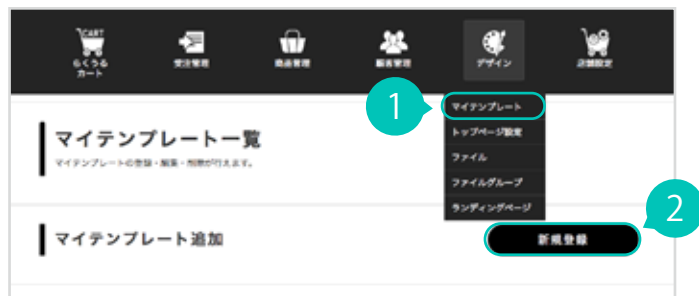 CART
らくうる
カート
受注管理
商品管理
顧客管理
デザイン
店舗設定
1
マイテンプレート
トップページ設定
ファイル
ファイルグループ
ランディングページ
マイテンプレート一覧
マイテンプレートの登録・編集・削除が行えます。
マイテンプレート追加
新規登録
2